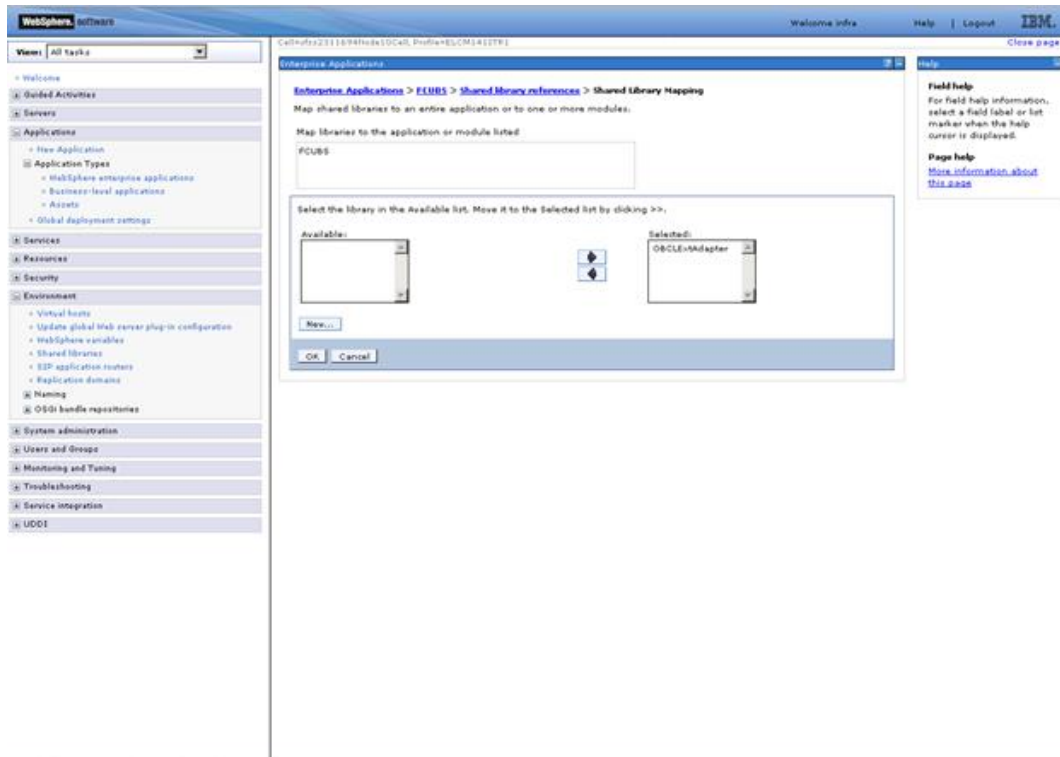 WebSphere. software
Welcome infra
Help | Logout
IBM.
View: All tasks
Close page
Welcome
Guided Activities
Servers
Applications
New Application
Application Types
WebSphere enterprise applications
Business-level applications
Assets
Global deployment settings
Services
Resources
Security
Environment
Virtual hosts
Update global Web server plug-in configuration
WebSphere variables
Shared libraries
SIP application routers
Replication domains
Naming
OSGi bundle repositories
System administration
Users and Groups
Monitoring and Tuning
Troubleshooting
Service integration
UDDI
Enterprise Applications
Enterprise Applications > FCUBS > Shared library references > Shared Library Mapping
Map shared libraries to an entire application or to one or more modules.
Map libraries to the application or module listed
FCUBS
Select the library in the Available list. Move it to the Selected list by clicking >>.
Available:
Selected:
OBCLExtAdapter
New...
OK
Cancel
Help
Field help
For field help information,
select a field label or list
marker when the help
cursor is displayed.
Page help
More information about
this page